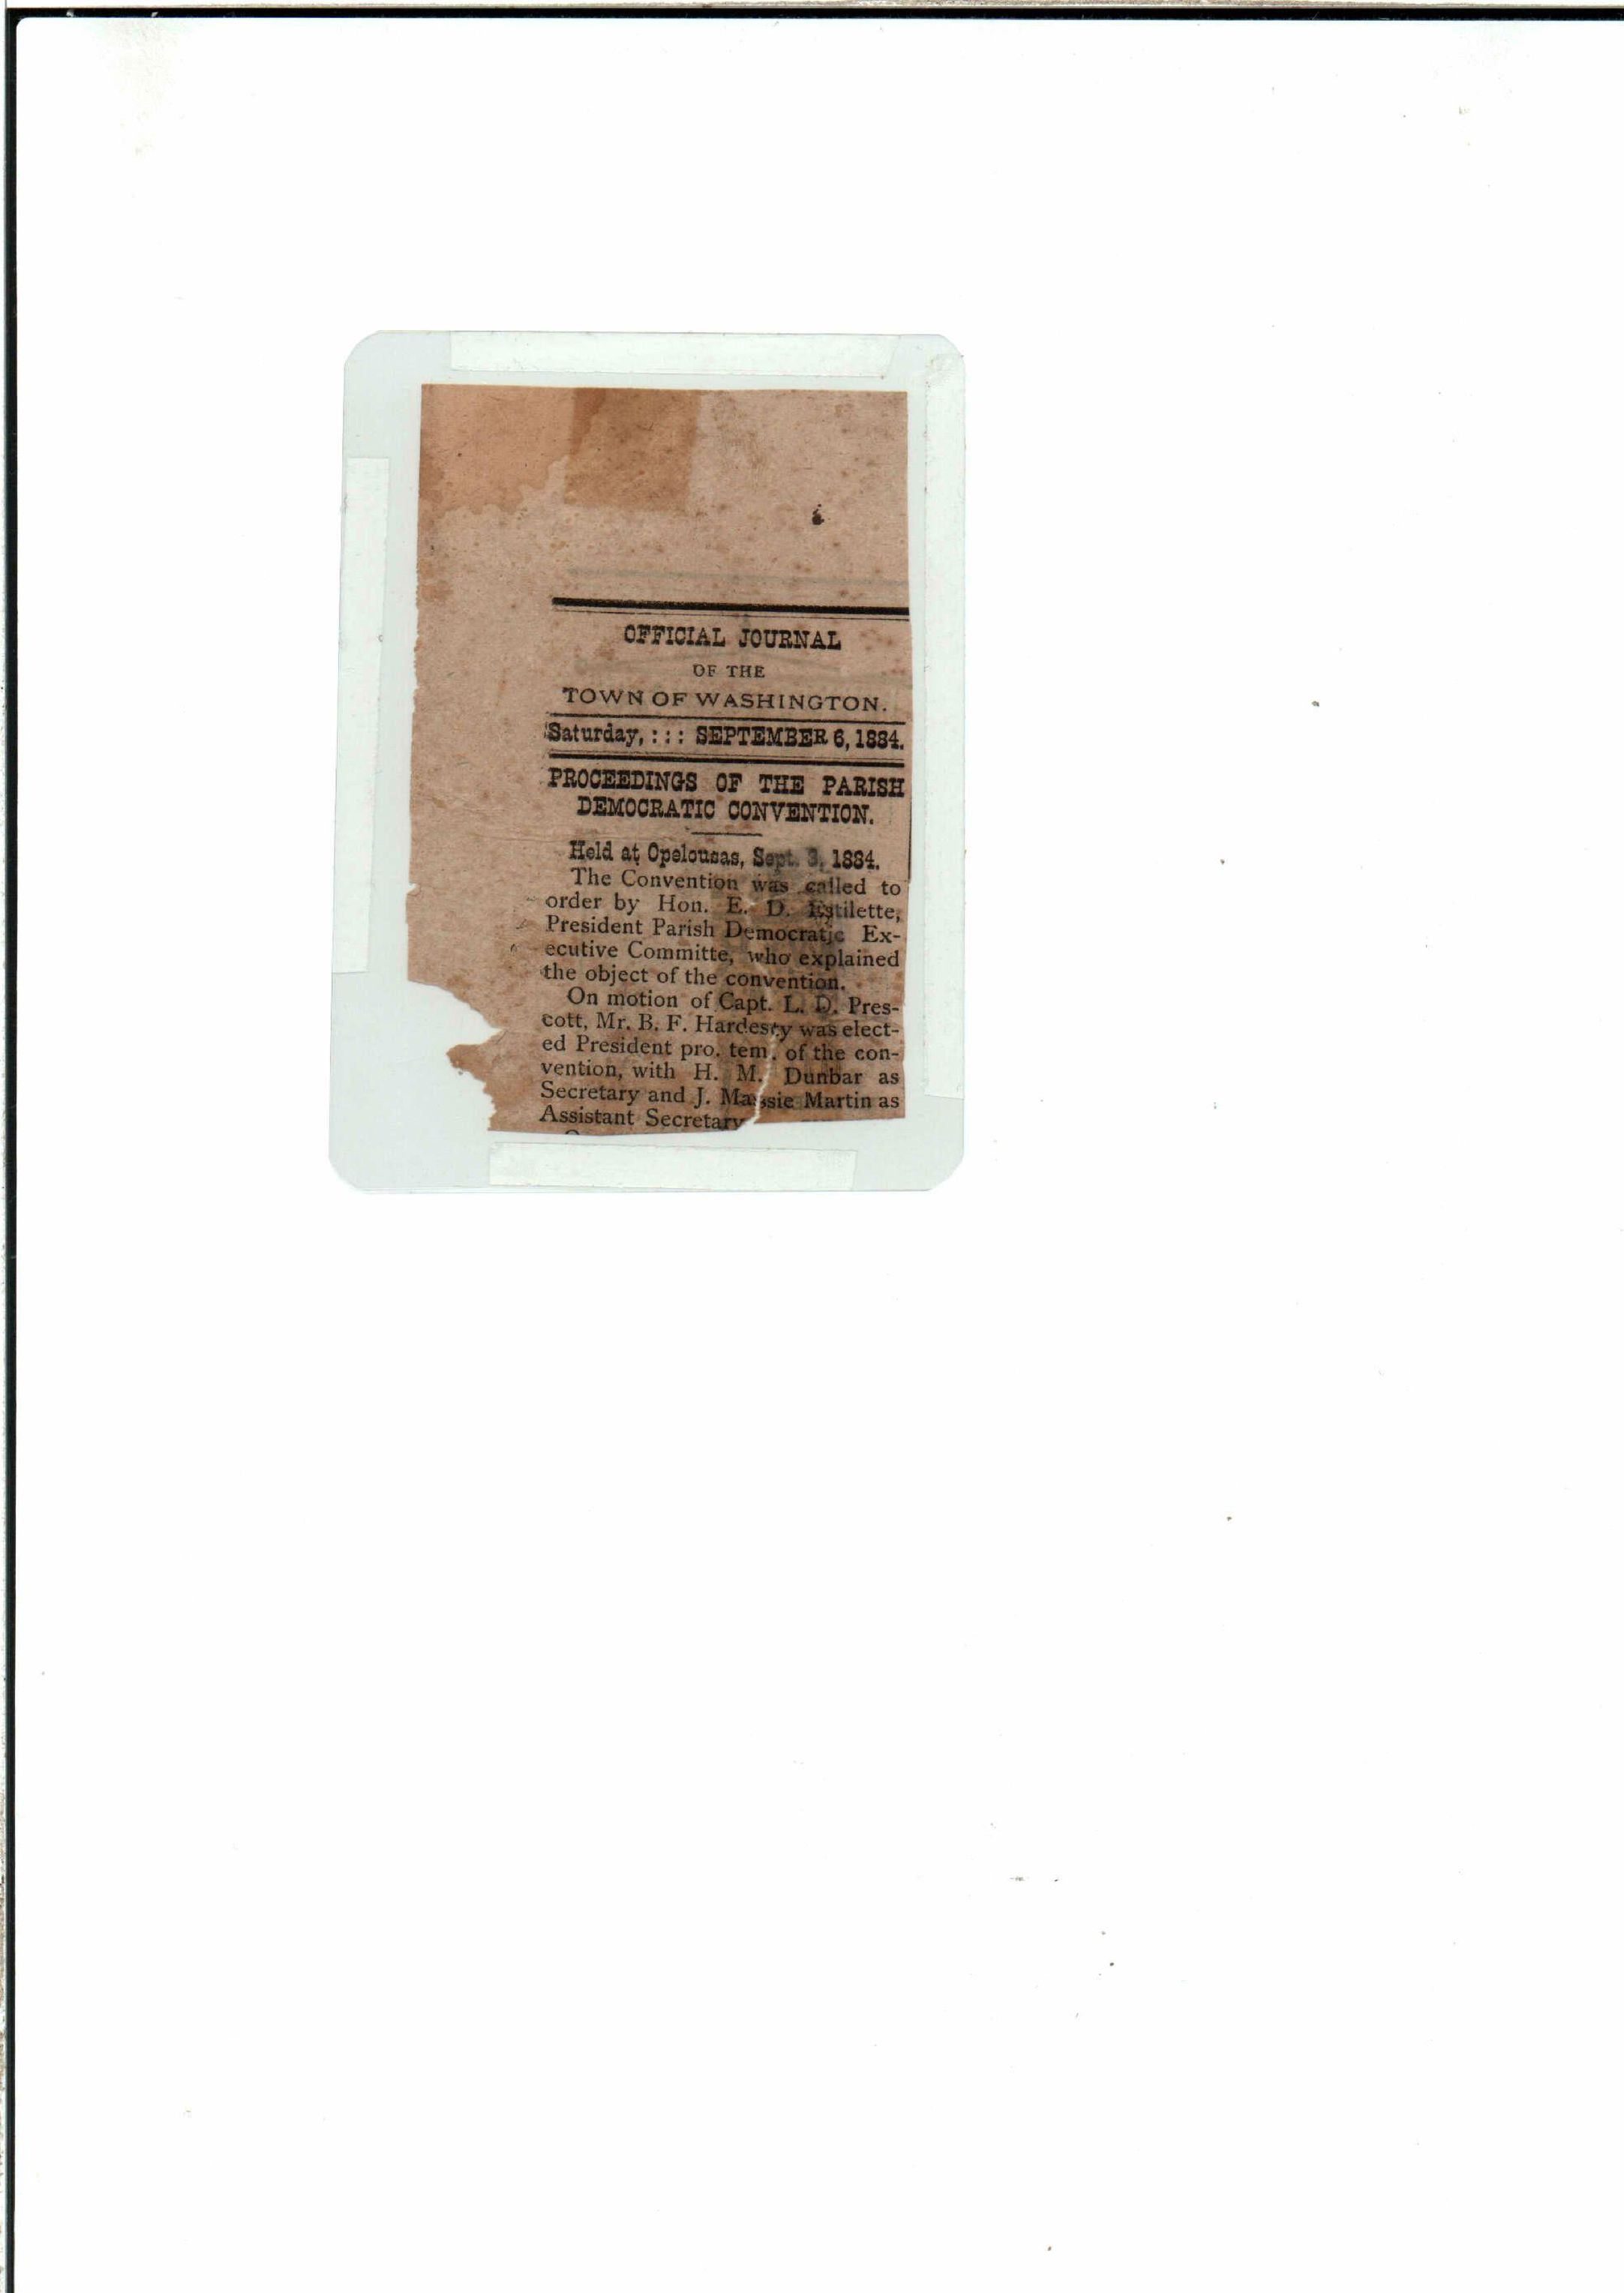 OFFICIAL JOURNAL
OF THE
TOWN OF WASHINGTON.
Saturday, : : : SEPTEMBER 6, 1884.
PROCEEDINGS OF THE PARISH
DEMOCRATIC CONVENTION.
Held at Opelousas, Sept. 3, 1884.
The Convention was called to
order by Hon. E. D. Estilette,
President Parish Democratic Ex-
ecutive Committe, who explained
the object of the convention.
On motion of Capt. L. D. Pres-
cott, Mr. B. F. Hardesty was elect-
ed President pro. tem. of the con-
vention, with H. M. Dunbar as
Secretary and J. Massie Martin as
Assistant Secretary